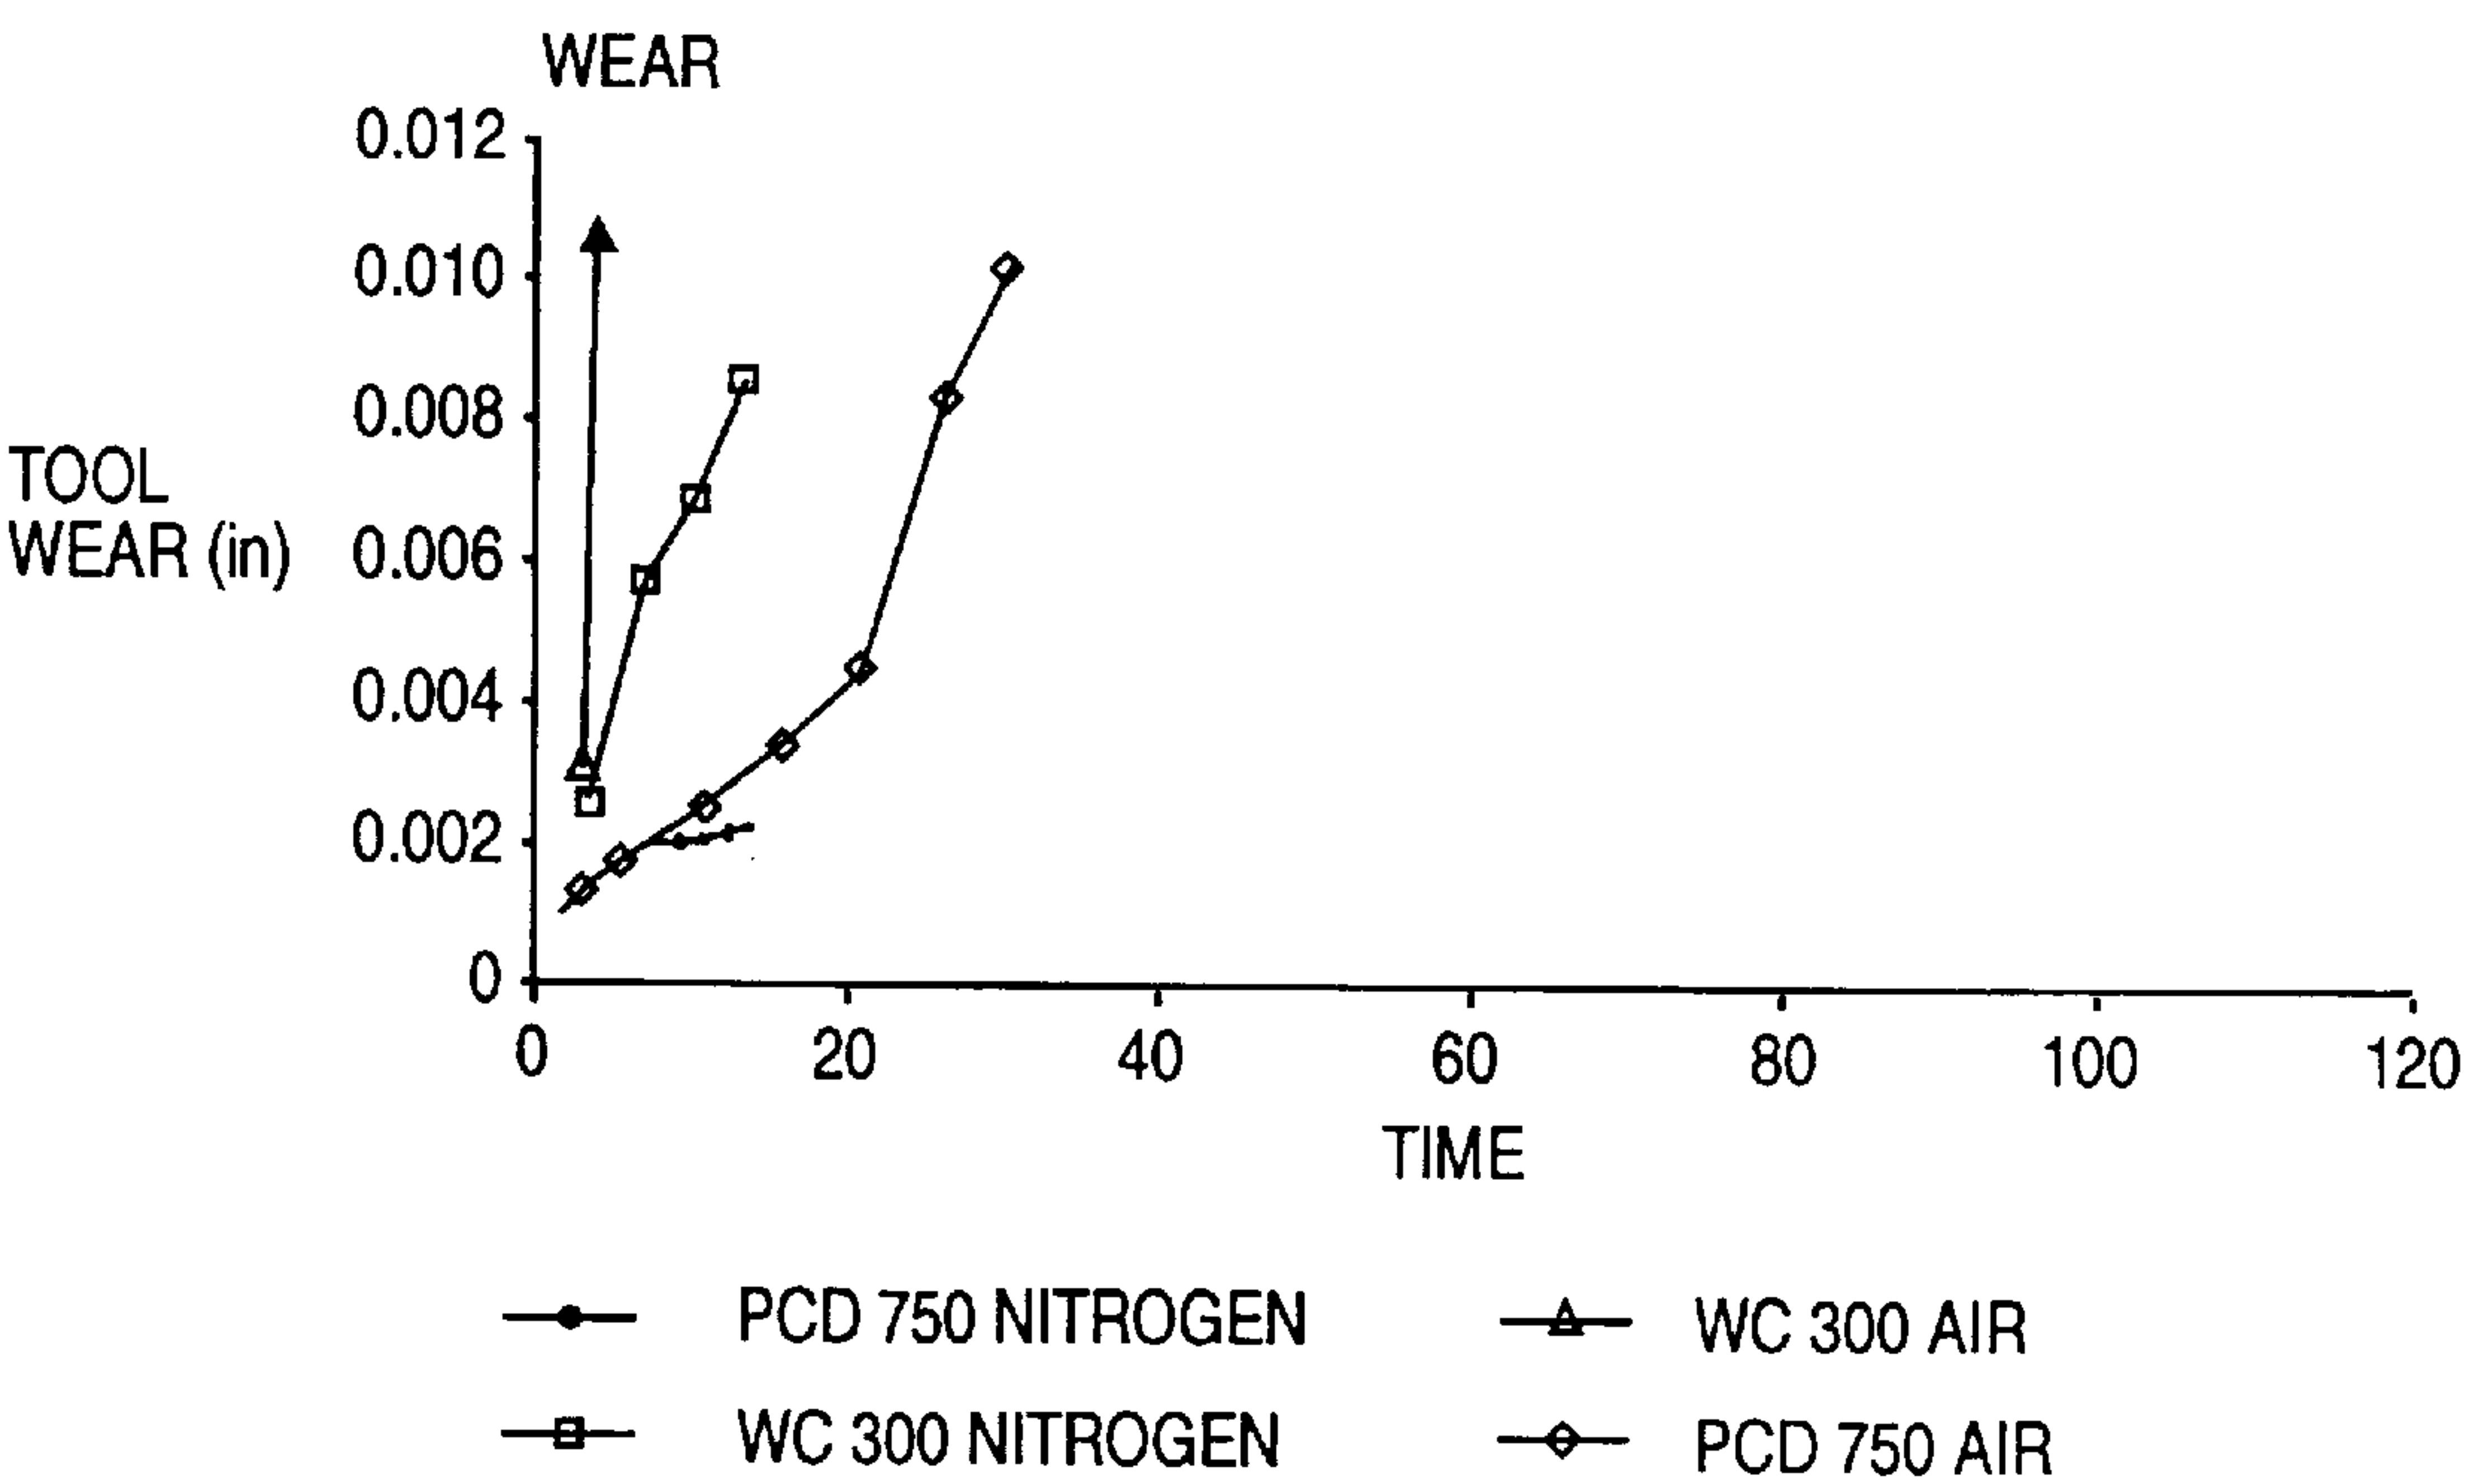 WEAR
0.012
0.010
0.008
TOOL
WEAR (in)
0.006
0.004
0.002
0
0 20 40 60 80 100 120
TIME
PCD 750 NITROGEN WC 300 AIR
WC 300 NITROGEN PCD 750 AIR